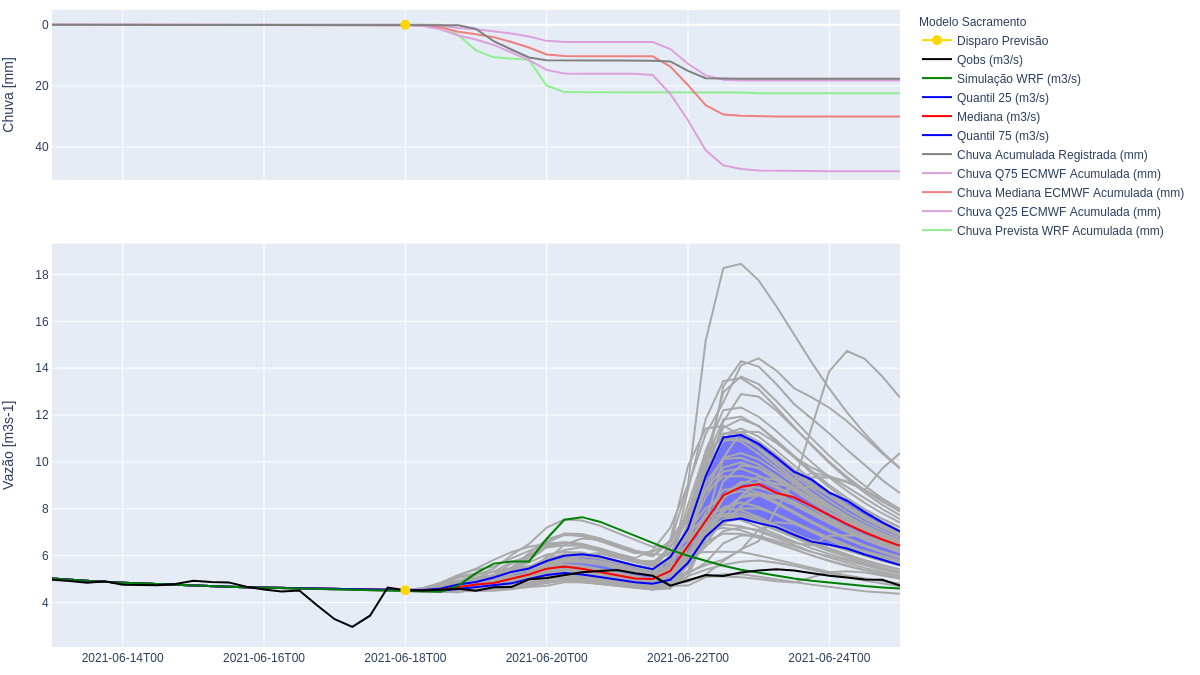 Chuva [mm]
0
20
40
Modelo Sacramento
Disparo Previsão
Qobs (m3/s)
Simulação WRF (m3/s)
Quantil 25 (m3/s)
Mediana (m3/s)
Quantil 75 (m3/s)
Chuva Acumulada Registrada (mm)
Chuva Q75 ECMWF Acumulada (mm)
Chuva Mediana ECMWF Acumulada (mm)
Chuva Q25 ECMWF Acumulada (mm)
Chuva Prevista WRF Acumulada (mm)
Vazão [m3s-1]
18
16
14
12
10
8
6
4
2021-06-14T00
2021-06-16T00
2021-06-18T00
2021-06-20T00
2021-06-22T00
2021-06-24T00